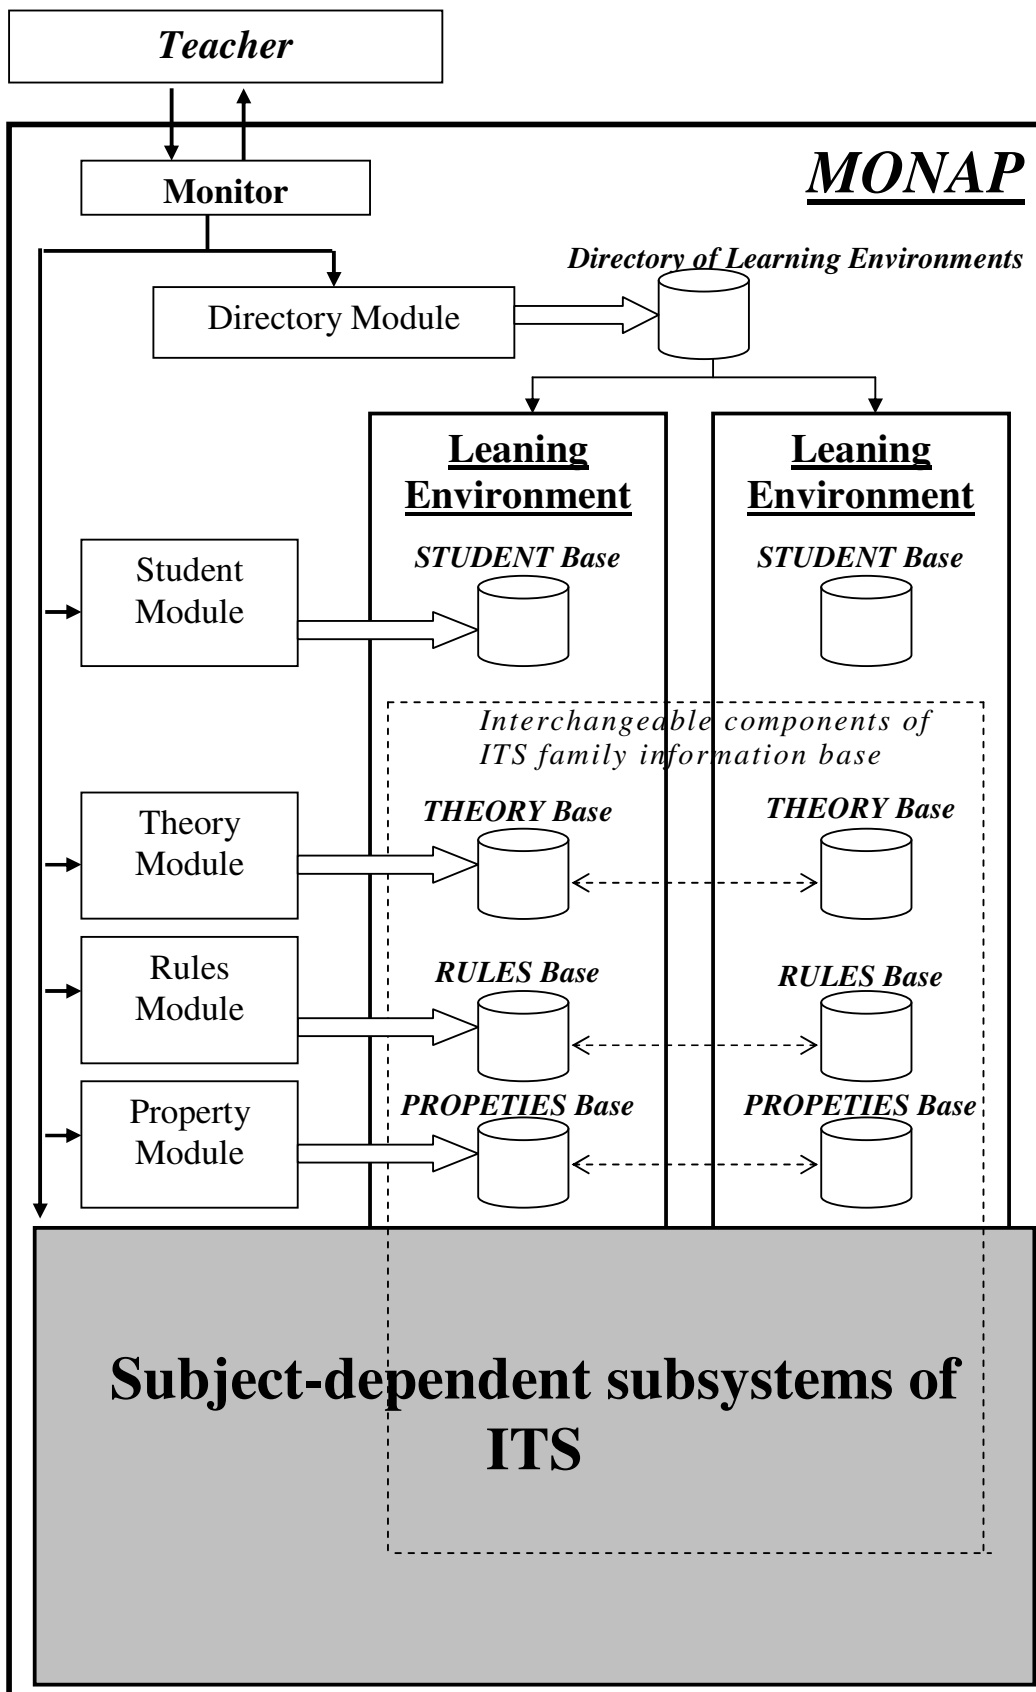 Teacher
MONAP
Monitor
Directory of Learning Environments
Directory Module
Leaning
Environment
Leaning
Environment
STUDENT Base
STUDENT Base
Student
Module
Interchangeable components of
ITS family information base
THEORY Base
THEORY Base
Theory
Module
RULES Base
RULES Base
Rules
Module
PROPETIES Base
PROPETIES Base
Property
Module
Subject-dependent subsystems of
ITS